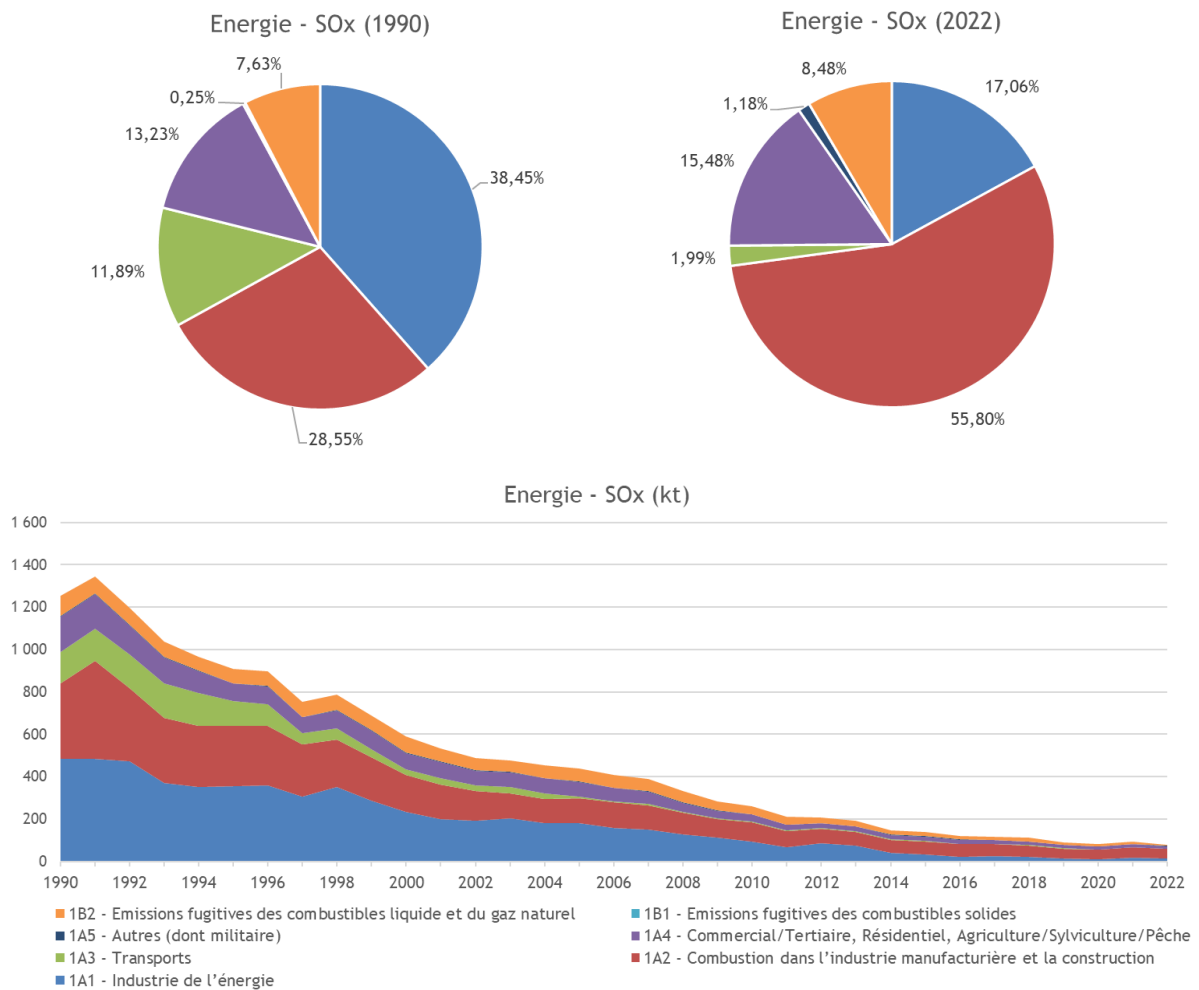 Energie - SOx (1990)
Energie - SOx (2022)
7,63%
0,25%
13,23%
38,45%
11,89%
28,55%
8,48%
17,06%
1,18%
15,48%
1,99%
55,80%
Energie - SOx (kt)
1 600
1 400
1 200
1 000
800
600
400
200
0
1990 1992 1994 1996 1998 2000 2002 2004 2006 2008 2010 2012 2014 2016 2018 2020 2022
1B2 - Emissions fugitives des combustibles liquide et du gaz naturel
1B1 - Emissions fugitives des combustibles solides
1A5 - Autres (dont militaire)
1A4 - Commercial/Tertiaire, Résidentiel, Agriculture/Sylviculture/Pêche
1A3 - Transports
1A2 - Combustion dans l’industrie manufacturière et la construction
1A1 - Industrie de l’énergie